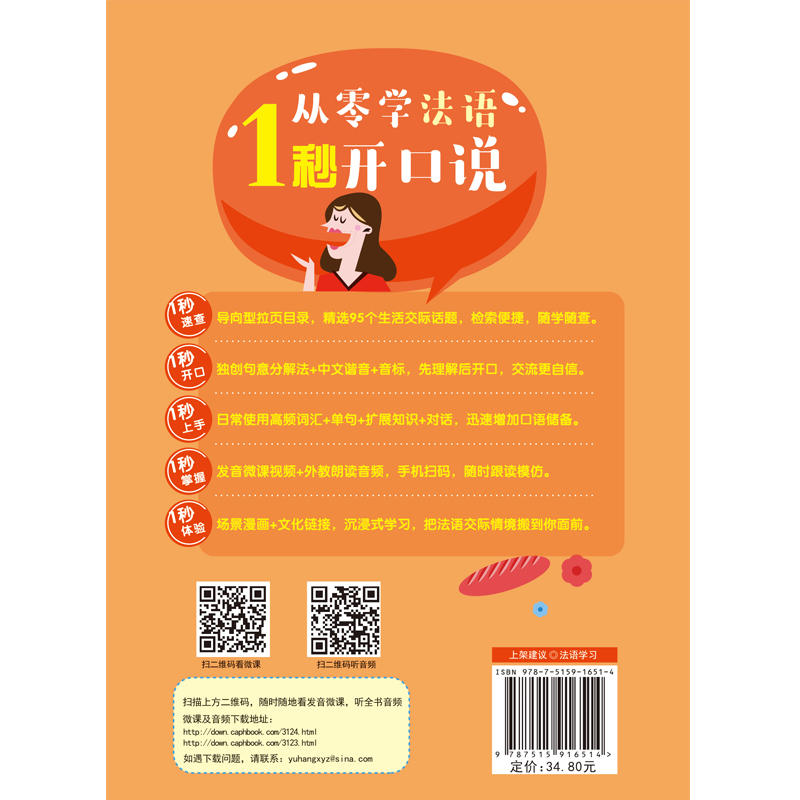 从零学法语
1秒开口说
1秒速查
导向型拉页目录，精选95个生活交际话题，检索便捷，随学随查。
1秒开口
独创句意分解法+中文谐音+音标，先理解后开口，交流更自信。
1秒上手
日常使用高频词汇+单句+扩展知识+对话，迅速增加口语储备。
1秒掌握
发音微课视频+外教朗读音频，手机扫码，随时跟读模仿。
1秒体验
场景漫画+文化链接，沉浸式学习，把法语交际情境搬到你面前。
扫二维码看微课
扫二维码听音频
扫描上方二维码，随时随地看发音微课，听全书音频
微课及音频下载地址：
http://down.caphbook.com/3124.html
http://down.caphbook.com/3123.html
如遇下载问题，请联系：yuhangxyz@sina.com
上架建议◎法语学习
ISBN 978-7-5159-1651-4
9 787515 916514 >
定价:34.80元